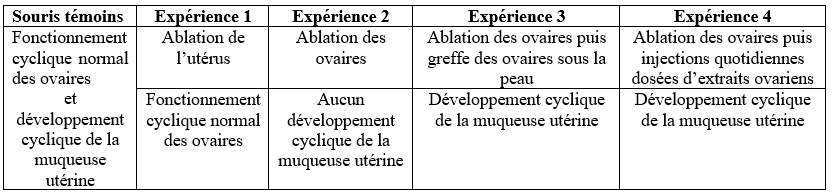 Souris témoins
Expérience 1
Expérience 2
Expérience 3
Expérience 4
Fonctionnement
cyclique normal
des ovaires
et
développement
cyclique de la
muqueuse
utérine
Ablation de
l’utérus
Ablation des
ovaires
Ablation des ovaires puis
greffe des ovaires sous la
peau
Ablation des ovaires puis
injections quotidiennes
dosées d’extraits ovariens
Fonctionnement
cyclique normal
des ovaires
Aucun
développement
cyclique de la
muqueuse utérine
Développement cyclique
de la muqueuse utérine
Développement cyclique
de la muqueuse utérine